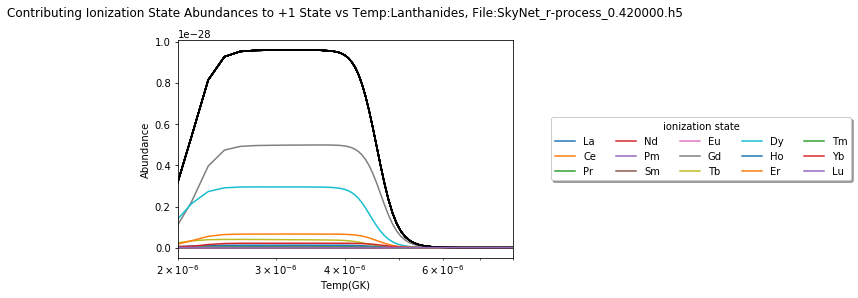 Contributing Ionization State Abundances to +1 State vs Temp:Lanthanides, File:SkyNet_r-process_0.420000.h5
1e−28
1.0
0.8
0.6
0.4
0.2
0.0
Abundance
2 × 10⁻⁶ 3 × 10⁻⁶ 4 × 10⁻⁶ 6 × 10⁻⁶
Temp(GK)
ionization state
La Nd Eu Dy Tm
Ce Pm Gd Ho Yb
Pr Sm Tb Er Lu